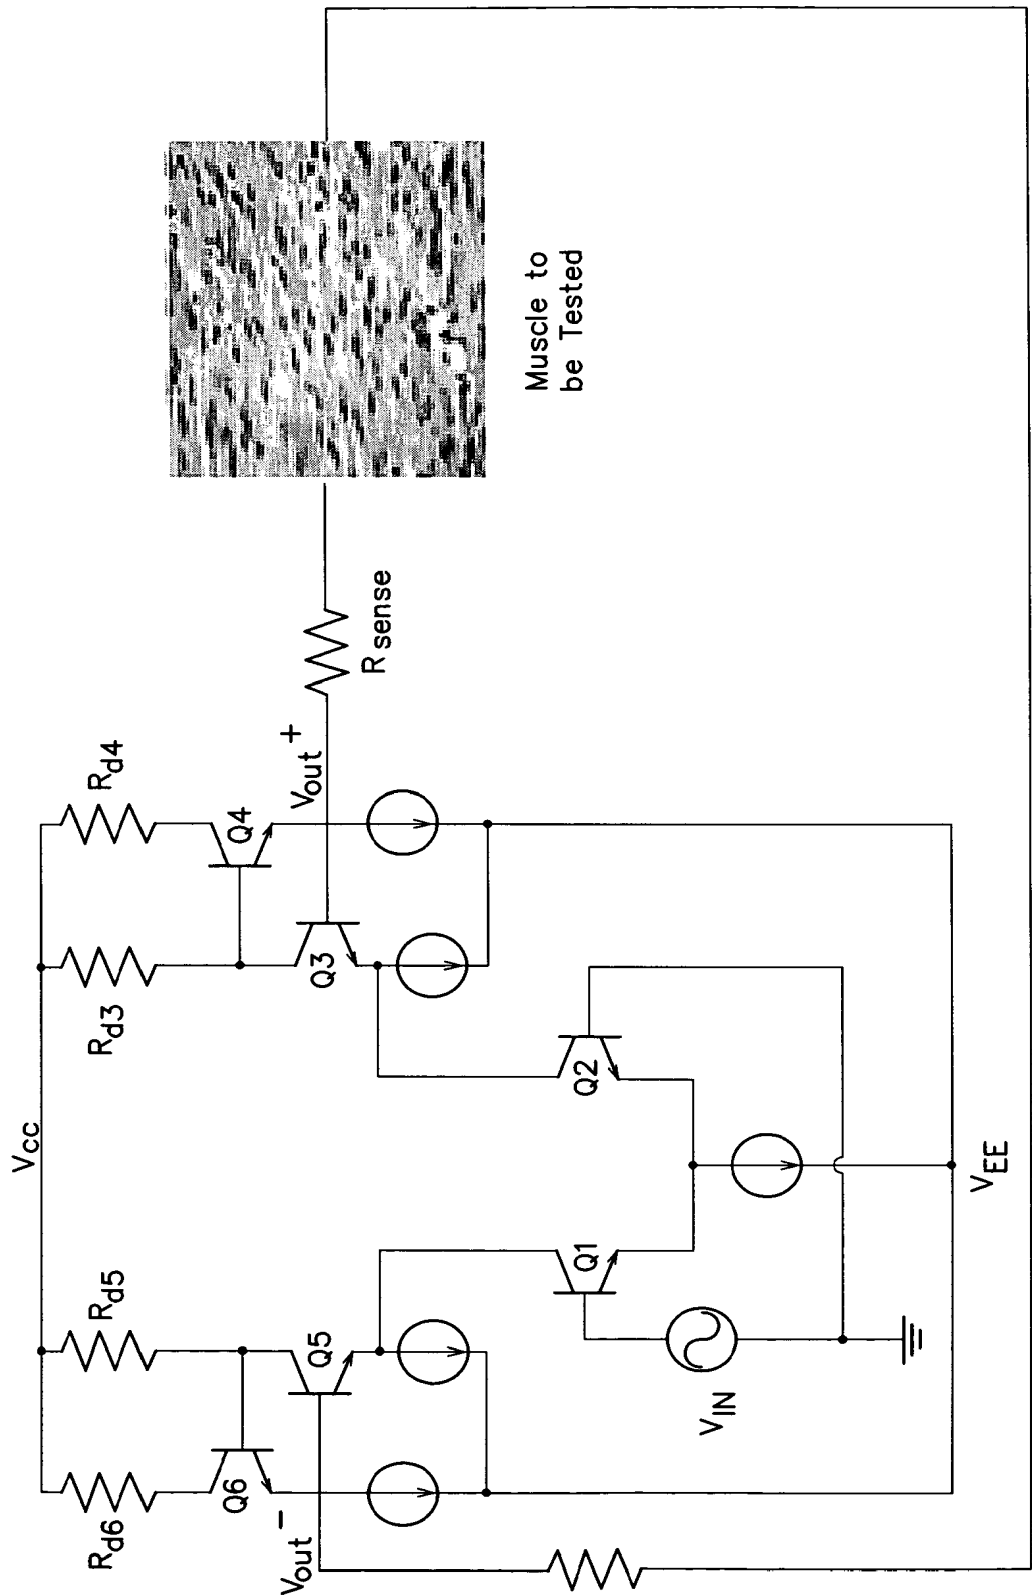 Vcc
Rd6
Rd5
Rd3
Rd4
Q6
Q5
Q3
Q4
Vout-
Vout+
Rsense
Muscle to
be Tested
Q1
Q2
VIN
VEE